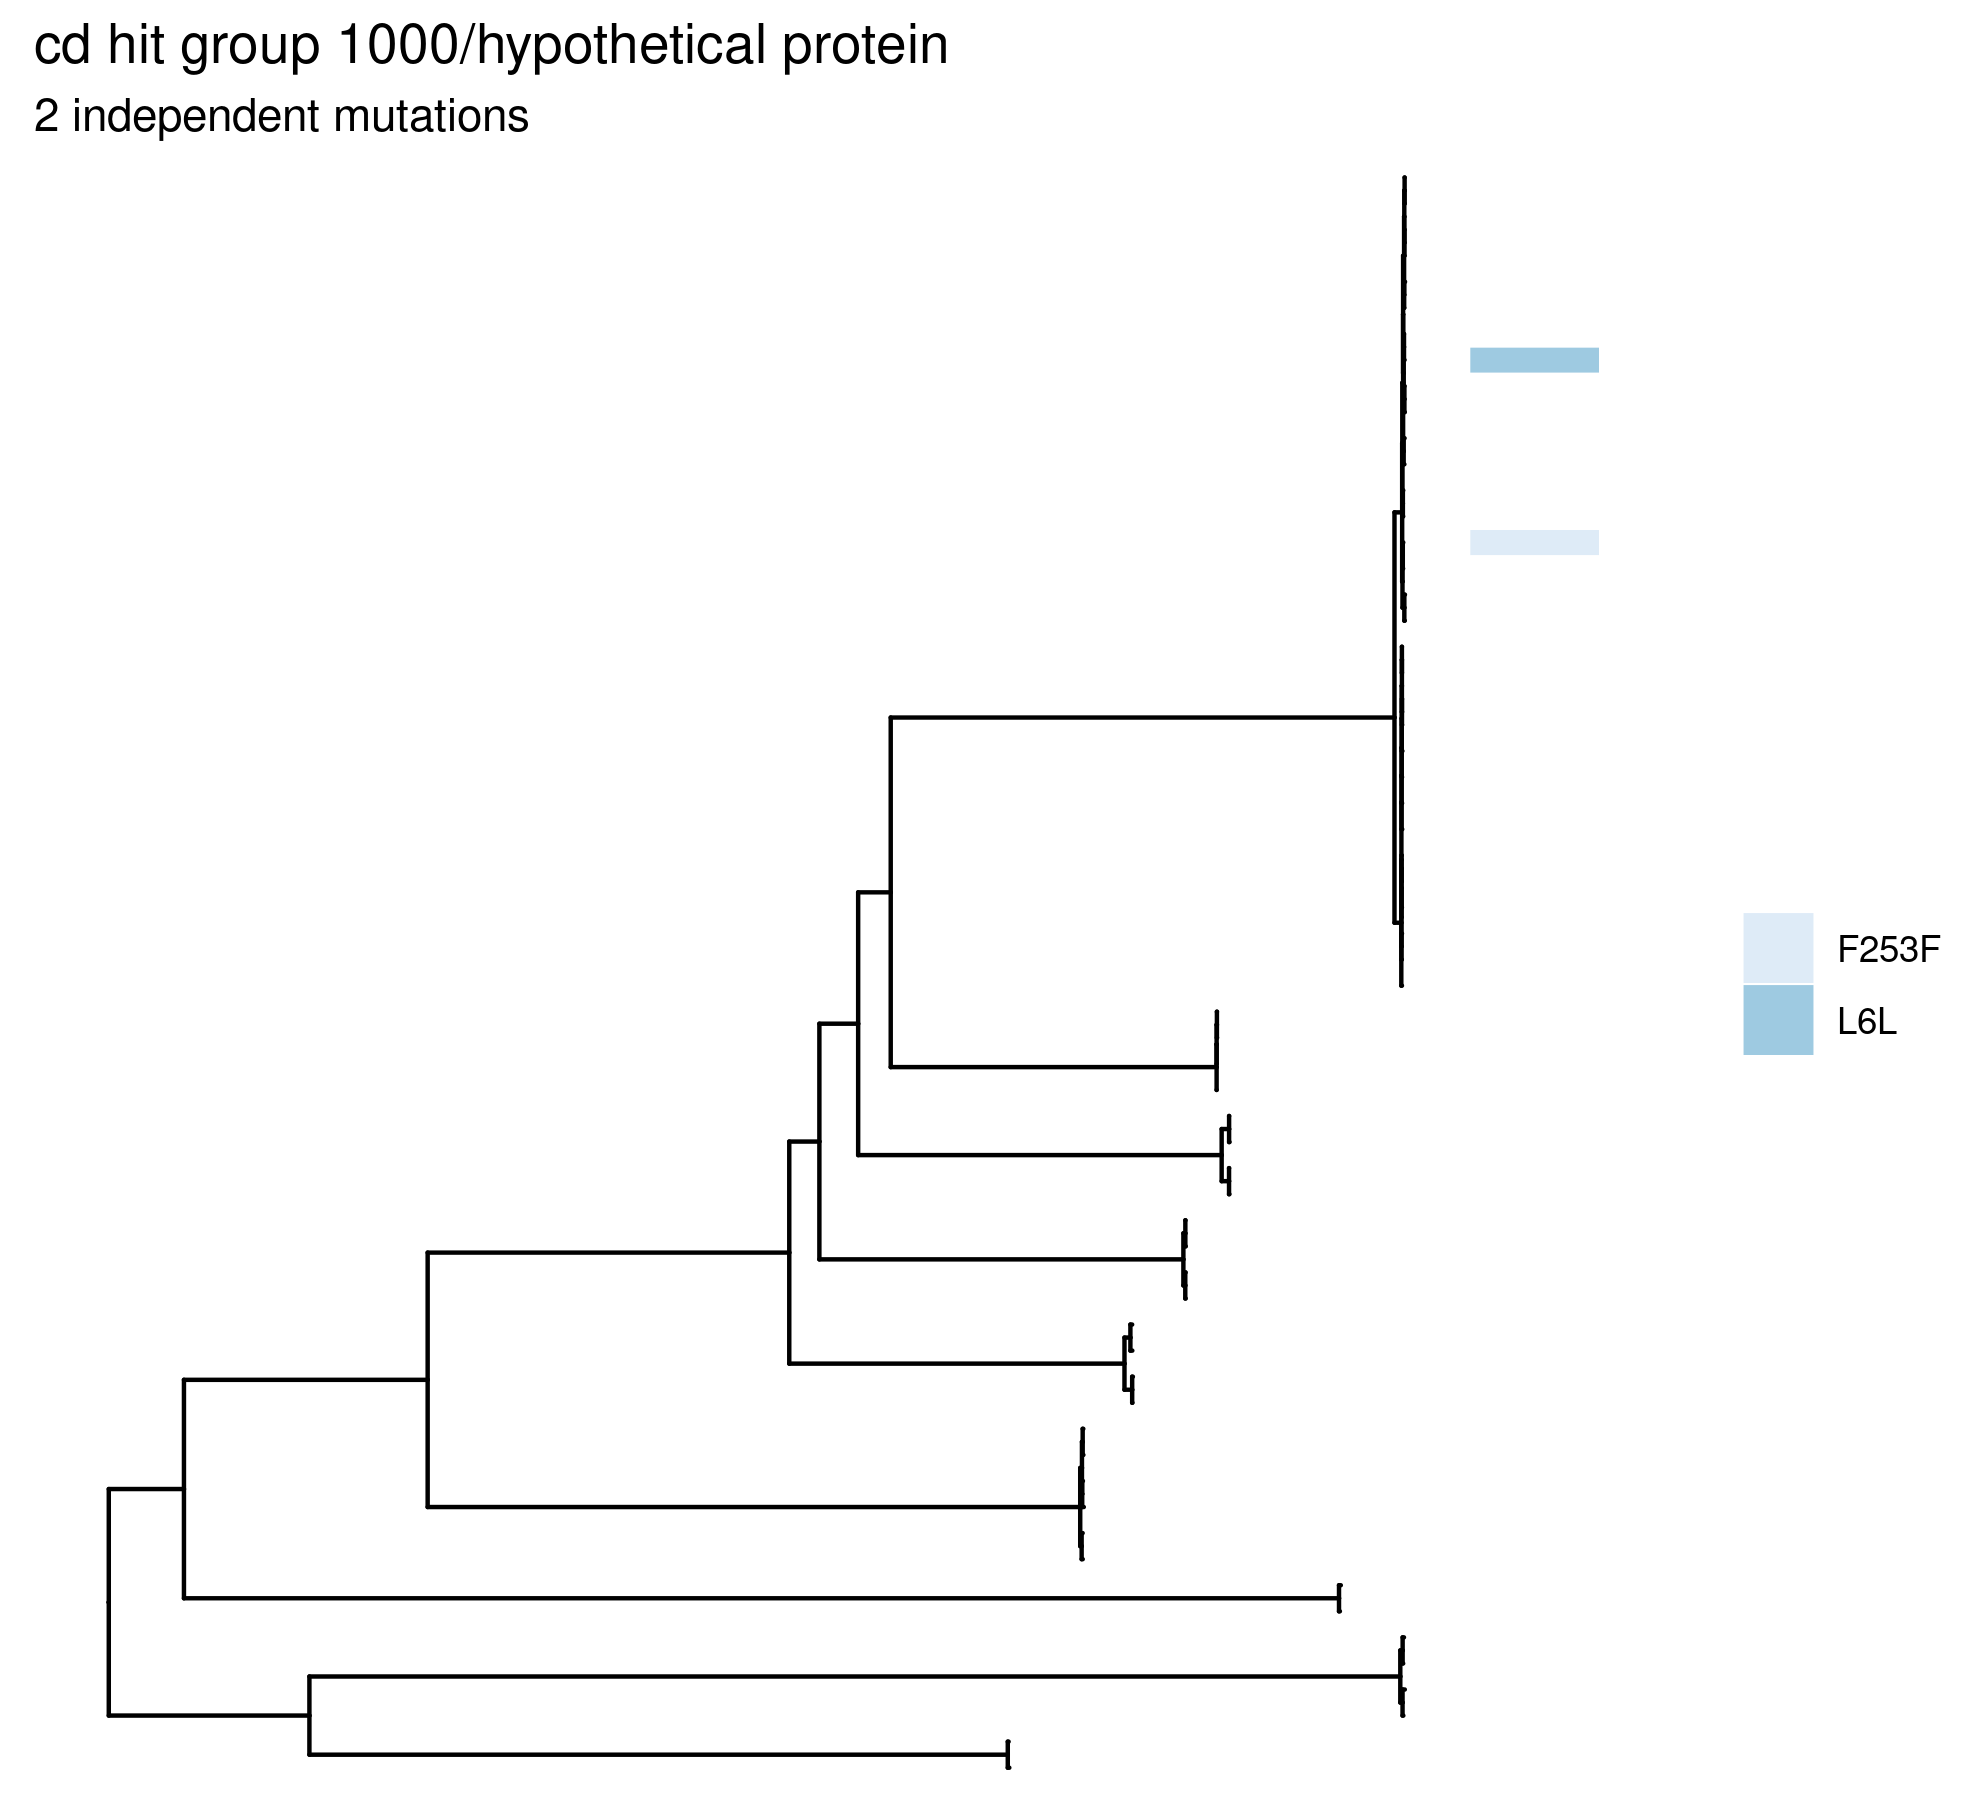 cd hit group 1000/hypothetical protein
2 independent mutations
F253F
L6L